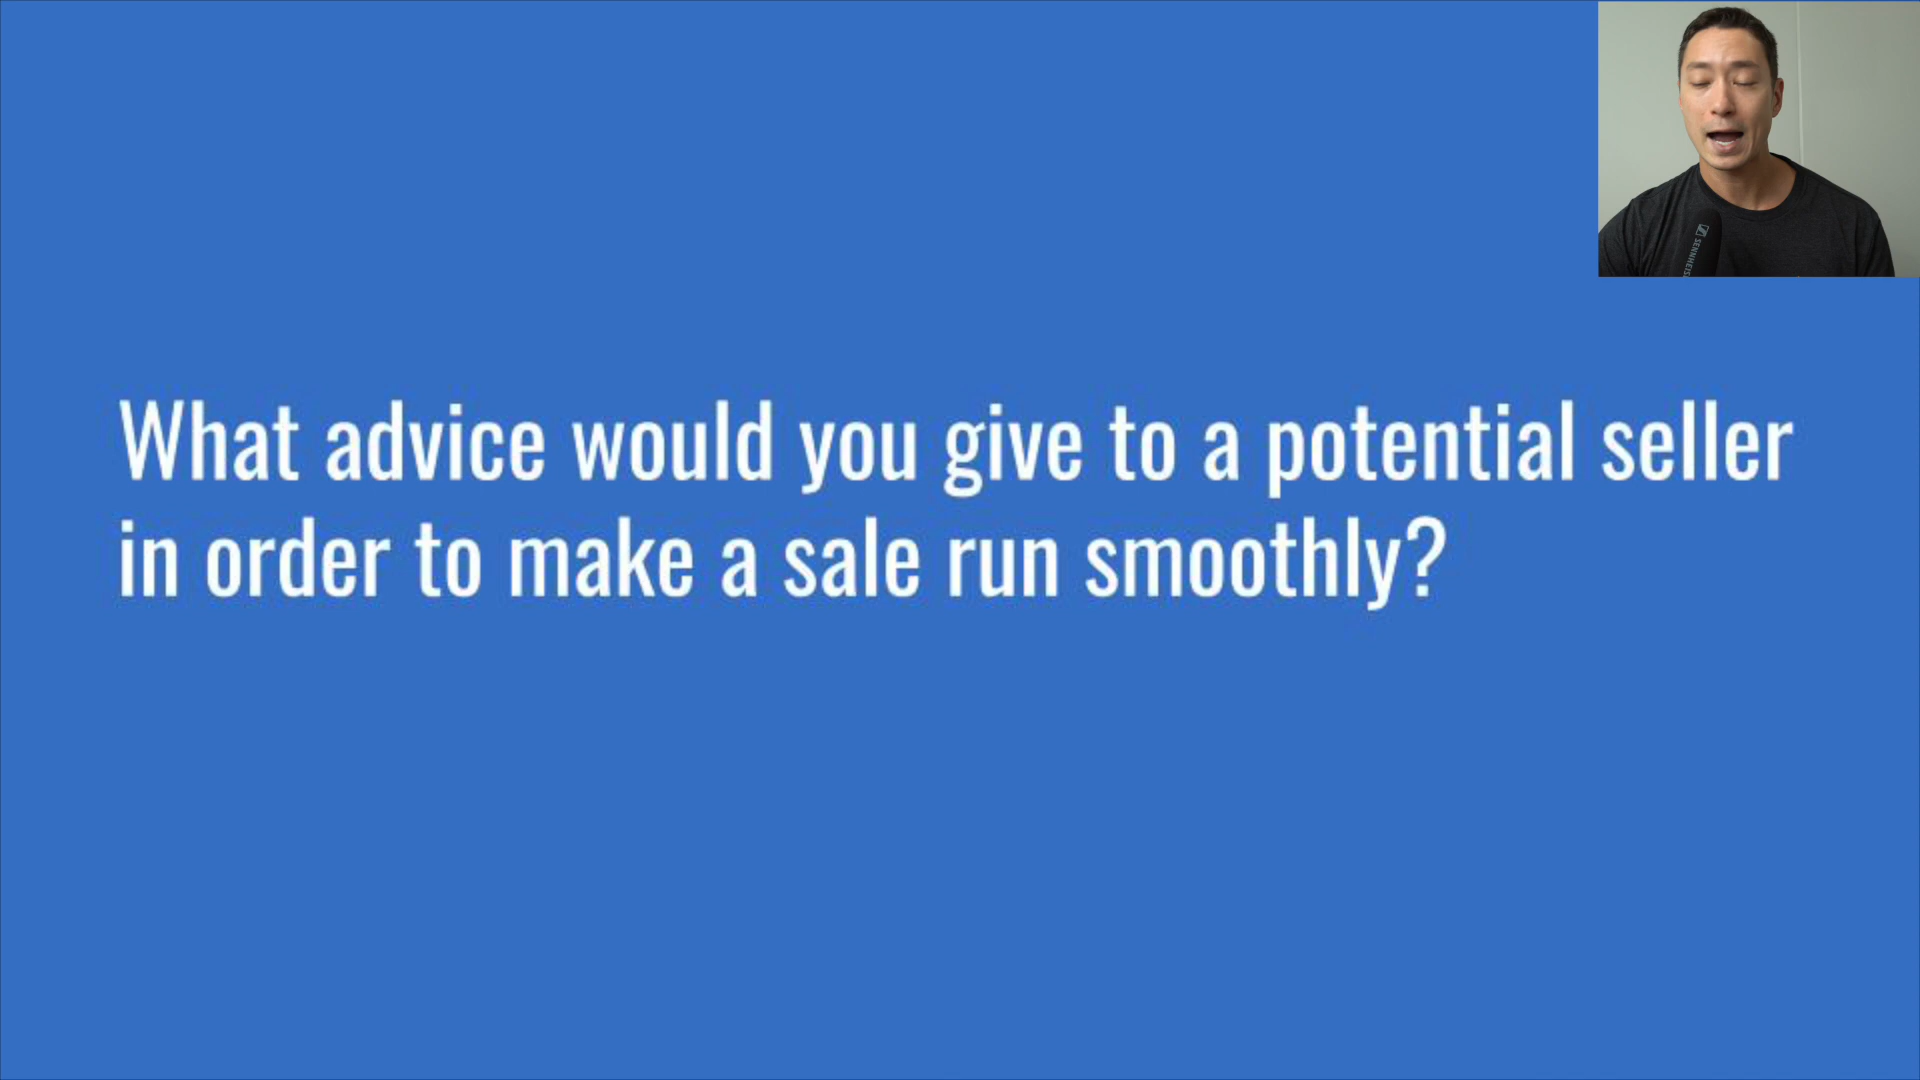 What advice would you give to a potential seller
in order to make a sale run smoothly?